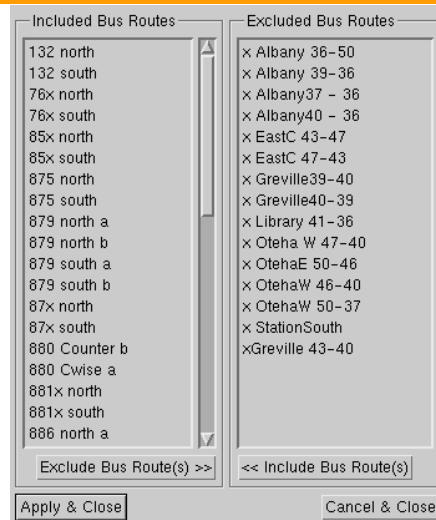 Included Bus Routes
132 north
132 south
76x north
76x south
85x north
85x south
875 north
875 south
879 north a
879 north b
879 south a
879 south b
87x north
87x south
880 Counter b
880 Cwise a
881x north
881x south
886 north a
Exclude Bus Route(s) >>
Excluded Bus Routes
x Albany 36-50
x Albany 39-36
x Albany37 - 36
x Albany40 - 36
x EastC 43-47
x EastC 47-43
x Greville39-40
x Greville40-39
x Library 41-36
x Oteha W 47-40
x OtehaE 50-46
x OtehaW 46-40
x OtehaW 50-37
x StationSouth
xGreville 43-40
<< Include Bus Route(s)
Apply & Close
Cancel & Close